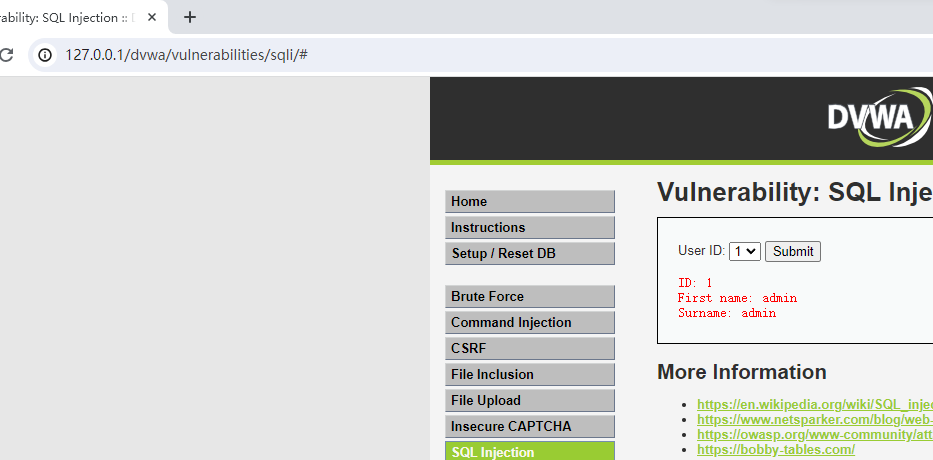 ability: SQL Injection :: D
127.0.0.1/dvwa/vulnerabilities/sqli/#
DVWA
Home
Instructions
Setup / Reset DB
Brute Force
Command Injection
CSRF
File Inclusion
File Upload
Insecure CAPTCHA
SQL Injection
Vulnerability: SQL Inje
User ID: 1 Submit
ID: 1
First name: admin
Surname: admin
More Information
https://en.wikipedia.org/wiki/SQL_injec
https://www.netsparker.com/blog/web-
https://owasp.org/www-community/att
https://bobby-tables.com/